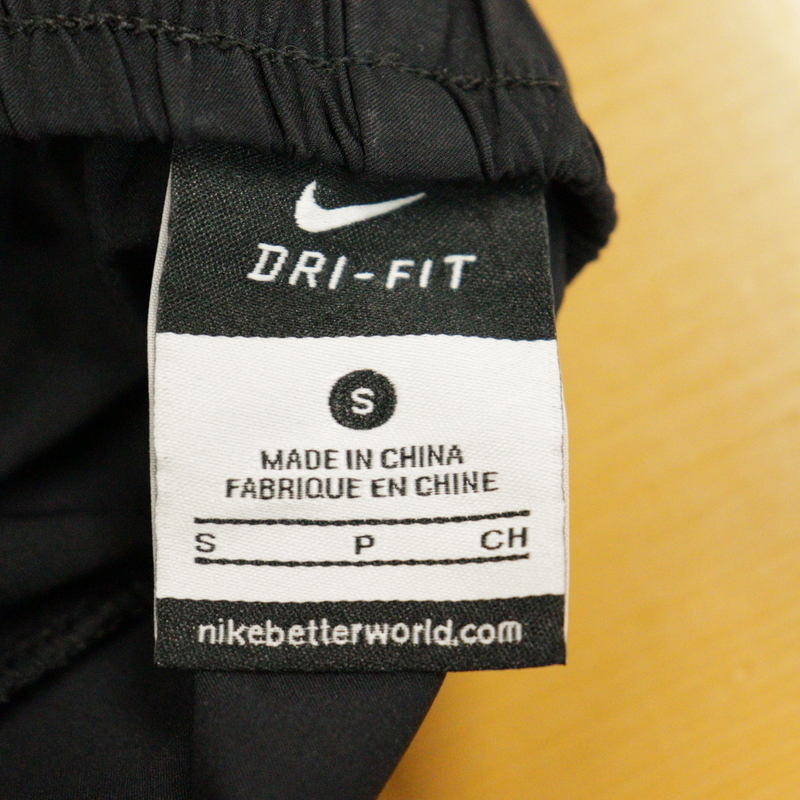 DRI-FIT
S
MADE IN CHINA
FABRIQUE EN CHINE
S P CH
nikebetterworld.com